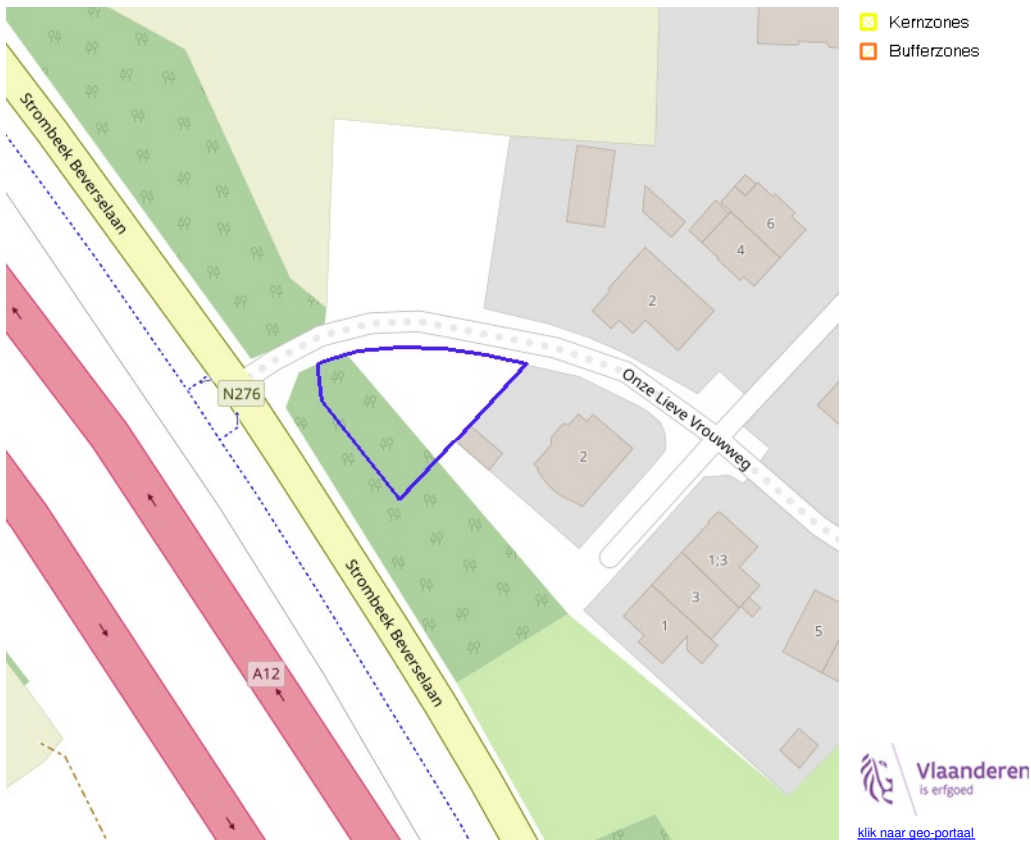 Kernzones
Bufferzones
Strombeek Beverselaan
6
4
2
N276
Onze Lieve Vrouwweg
2
1;3
3
1
5
Strombeek Beverselaan
A12
Vlaanderen
is erfgoed
klik naar geo-portaal